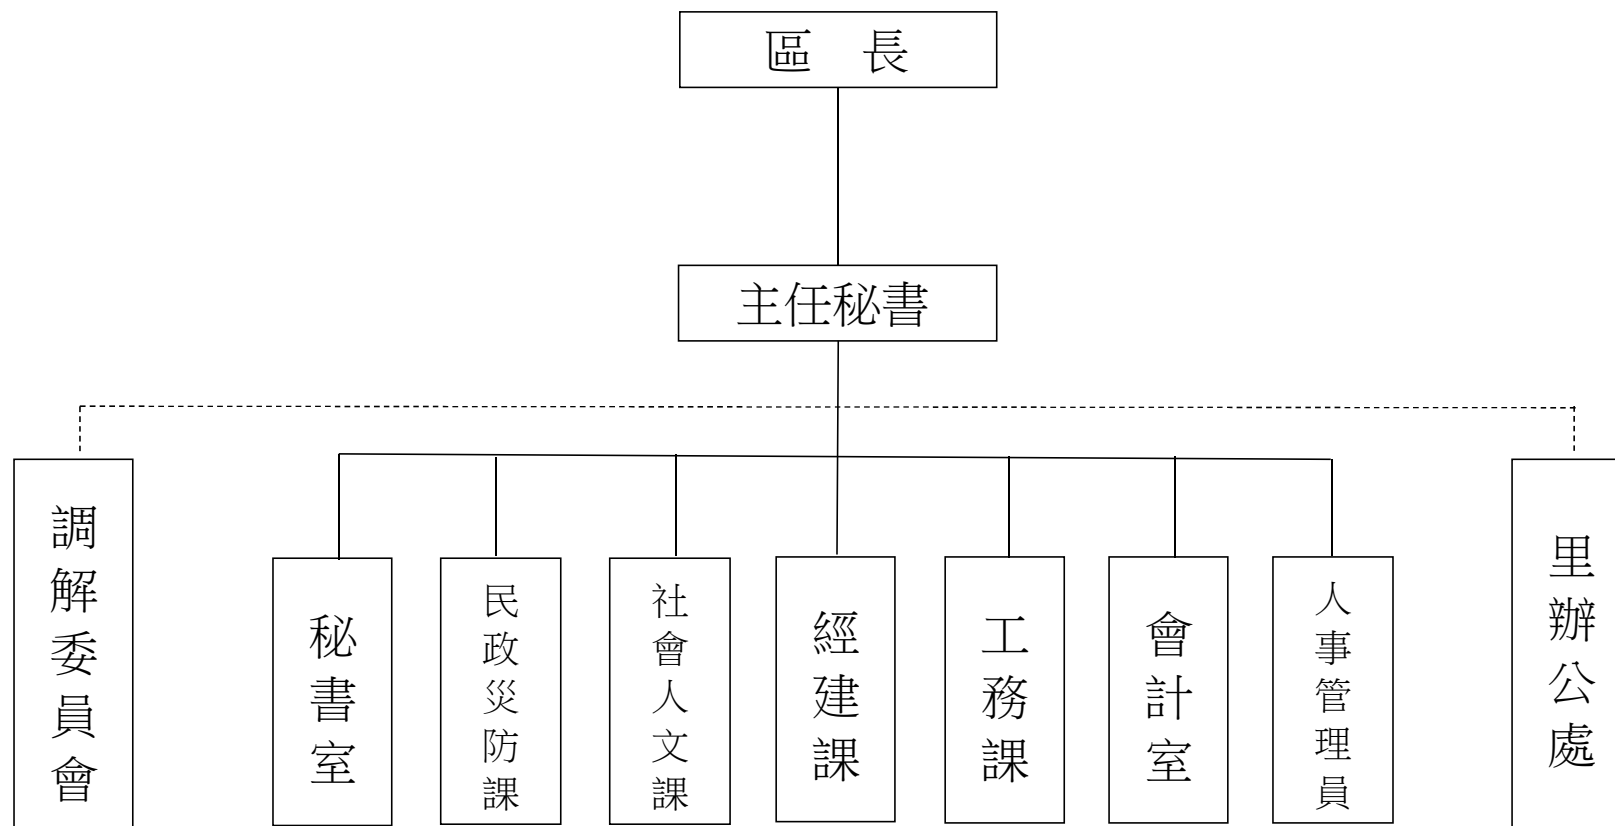 區 長
主任秘書
調解委員會
秘書室
民政災防課
社會人文課
經建課
工務課
會計室
人事管理員
里辦公處